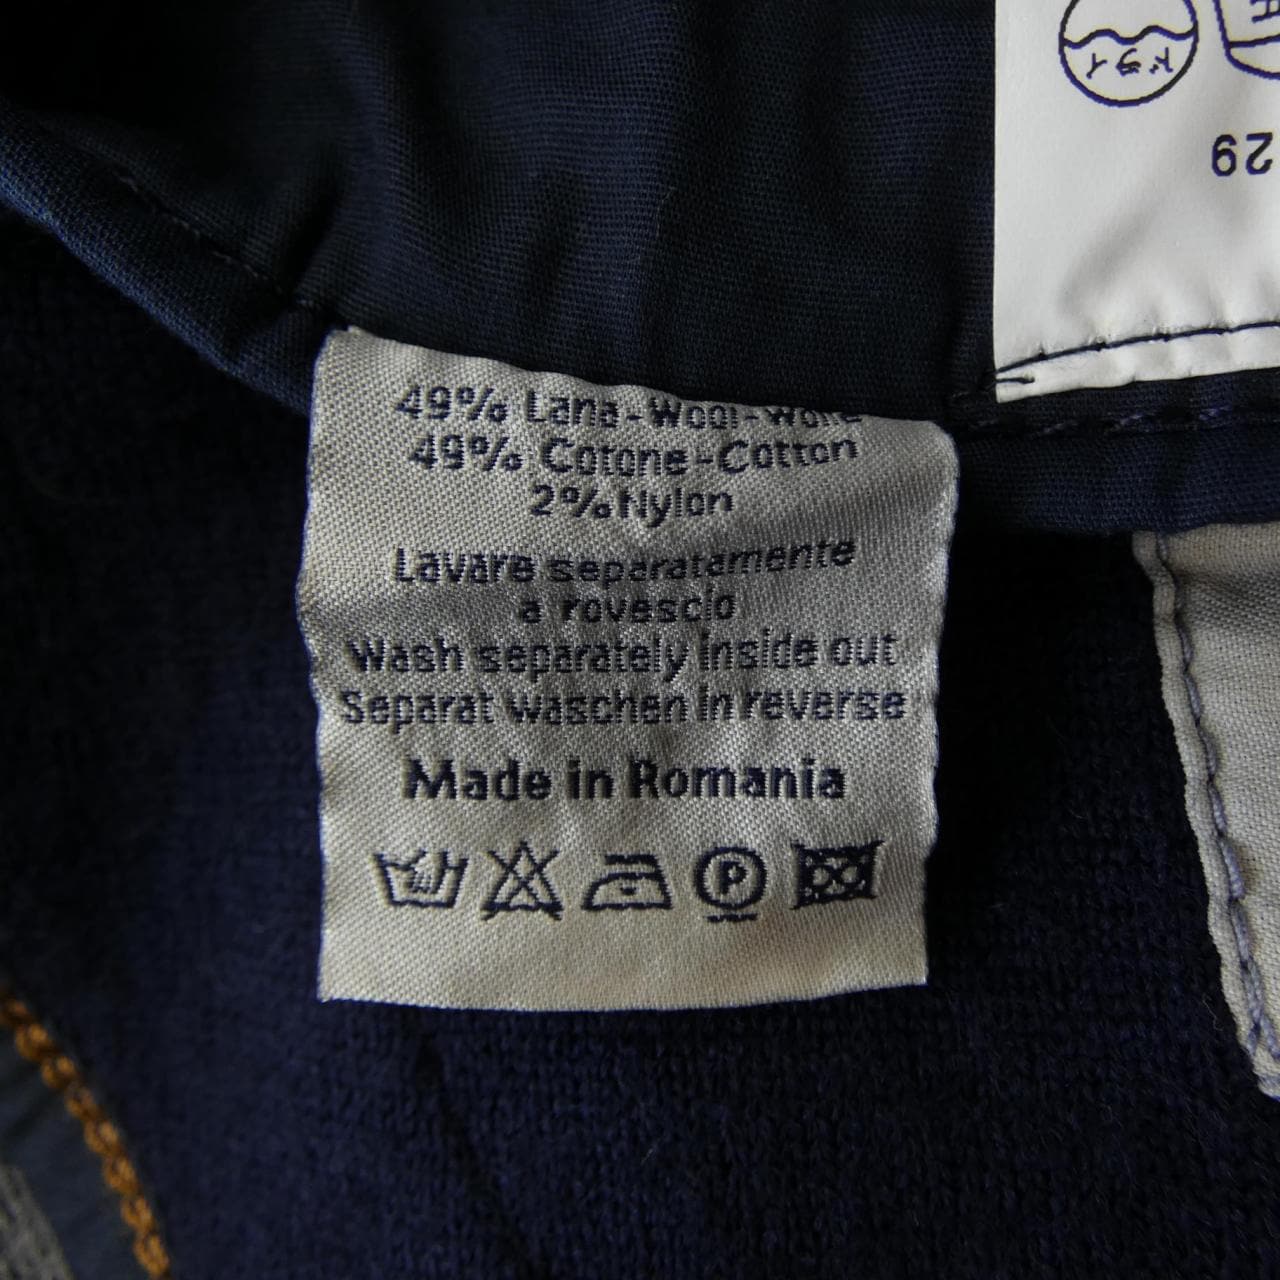 49% Lana-Wool-Wolle
49% Cotone-Cotton
2% Nylon
Lavare separatamente
a rovescio
Wash separately inside out
Separat waschen in reverse
Made in Romania
P
29